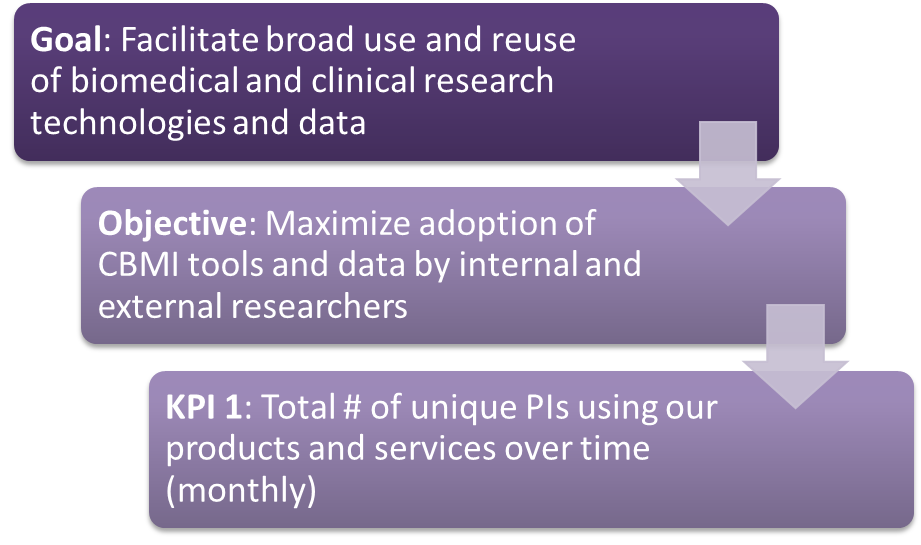 Goal: Facilitate broad use and reuse
of biomedical and clinical research
technologies and data
Objective: Maximize adoption of
CBMI tools and data by internal and
external researchers
KPI 1: Total # of unique PIs using our
products and services over time
(monthly)